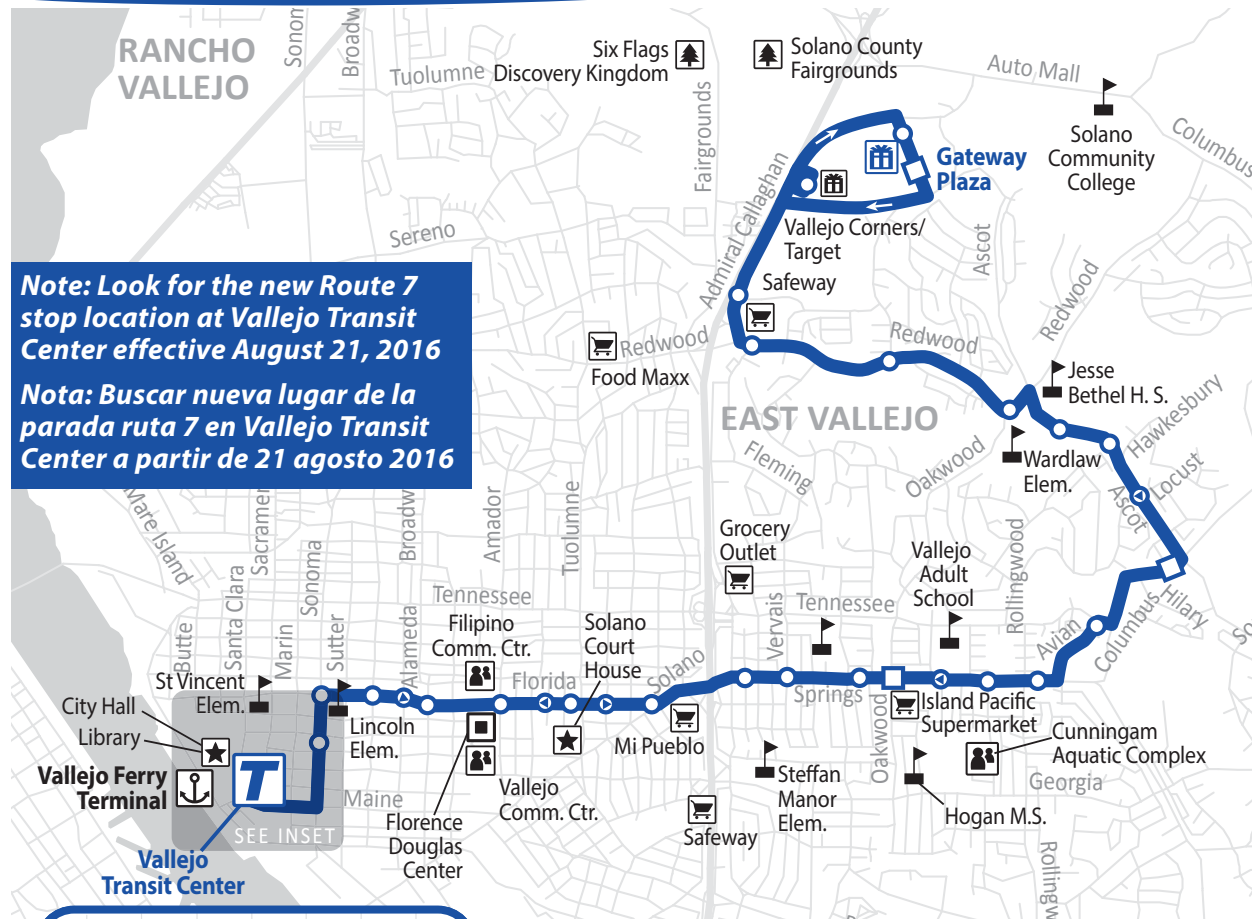 RANCHO
VALLEJO
Sonom
Broadw
Tuolumne
Six Flags
Discovery Kingdom
Solano County
Fairgrounds
Auto Mall
Fairgrounds
Solano
Community
College
Columbus
Gateway
Plaza
Admiral Callaghan
Vallejo Corners/
Target
Ascot
Sereno
Safeway
Redwood
Redwood
Redwood
Food Maxx
Note: Look for the new Route 7
stop location at Vallejo Transit
Center effective August 21, 2016
Nota: Buscar nueva lugar de la
parada ruta 7 en Vallejo Transit
Center a partir de 21 agosto 2016
EAST VALLEJO
Jesse
Bethel H. S.
Hawkesbury
Fleming
Oakwood
Wardlaw
Elem.
Locust
Ascot
Mare Island
Sacramen
Broadw
Amador
Tuolumne
Grocery
Outlet
Vallejo
Adult
School
Rollingwood
Butte
Santa Clara
Marin
Sonoma
Sutter
Alameda
Tennessee
Filipino
Comm. Ctr.
Solano
Court
House
Vervais
Tennessee
Avian
Columbus
Hilary
So
St Vincent
Elem.
Florida
Solano
Springs
Oakwood
Island Pacific
Supermarket
City Hall
Library
Lincoln
Elem.
Mi Pueblo
Cunningam
Aquatic Complex
Vallejo Ferry
Terminal
T
Maine
Vallejo
Comm. Ctr.
Steffan
Manor
Elem.
Georgia
Hogan M.S.
SEE INSET
Florence
Douglas
Center
Safeway
Vallejo
Transit Center
Rollingw